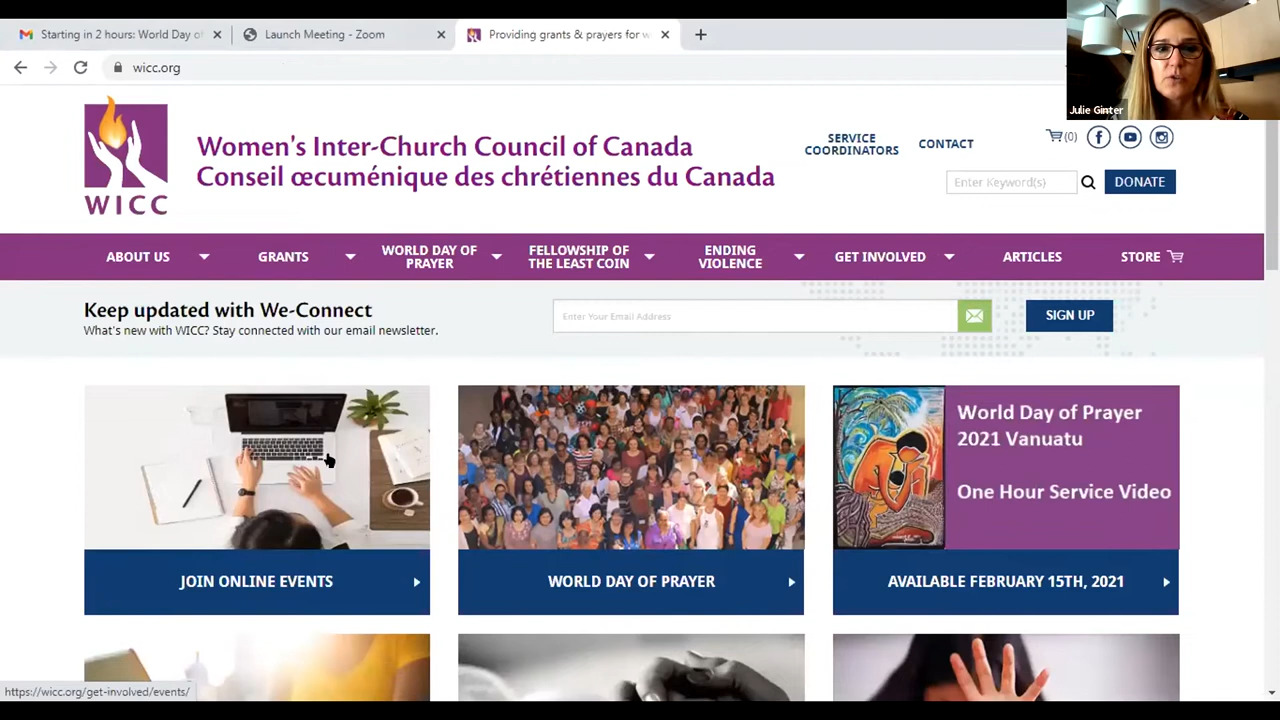 Starting in 2 hours: World Day of
Launch Meeting - Zoom
Providing grants & prayers for w
wicc.org
Julie Ginter
WICC
Women's Inter-Church Council of Canada
Conseil œcuménique des chrétiennes du Canada
SERVICE
COORDINATORS
CONTACT
(0)
Enter Keyword(s)
DONATE
ABOUT US
GRANTS
WORLD DAY OF
PRAYER
FELLOWSHIP OF
THE LEAST COIN
ENDING
VIOLENCE
GET INVOLVED
ARTICLES
STORE
Keep updated with We-Connect
What's new with WICC? Stay connected with our email newsletter.
Enter Your Email Address
SIGN UP
World Day of Prayer
2021 Vanuatu
One Hour Service Video
JOIN ONLINE EVENTS
WORLD DAY OF PRAYER
AVAILABLE FEBRUARY 15TH, 2021
https://wicc.org/get-involved/events/